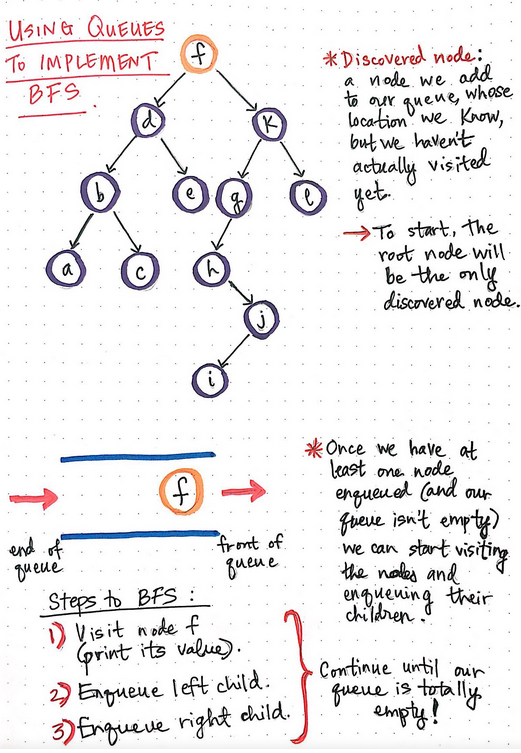 USING QUEUES
TO IMPLEMENT
BFS.
f
d
k
b
e
g
l
a
c
h
j
i
* Discovered node:
a node we add
to our queue, whose
location we know,
but we haven't
actually visited
yet.
→ To start, the
root node will
be the only
discovered node.
f
end of
queue
front of
queue
* Once we have at
least one node
enqueued (and our
queue isn't empty)
we can start visiting
the nodes and
enqueuing their
children.
Steps to BFS:
1) Visit node f
(print its value).
2) Enqueue left child.
3) Enqueue right child.
Continue until our
queue is totally
empty!